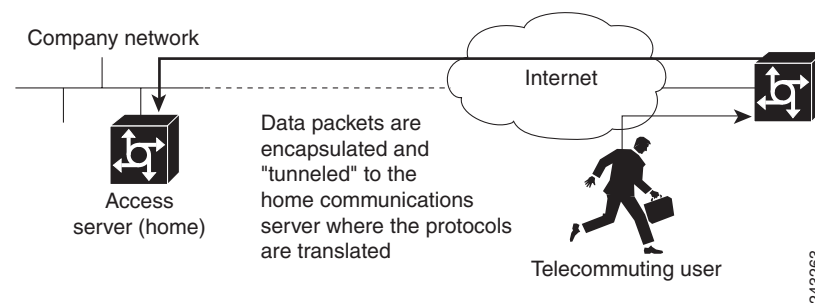 Company network
Internet
Data packets are
encapsulated and
"tunneled" to the
home communications
server where the protocols
are translated
Access
server (home)
Telecommuting user